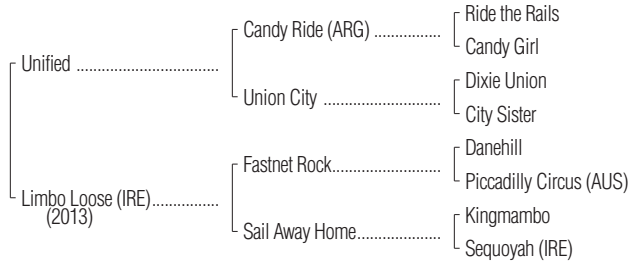 Ride the Rails
Candy Ride (ARG) ..................
Candy Girl
Unified .................................
Dixie Union
Union City ...........................
City Sister
Danehill
Fastnet Rock.........................
Piccadilly Circus (AUS)
Limbo Loose (IRE)...............
(2013)
Kingmambo
Sail Away Home...................
Sequoyah (IRE)